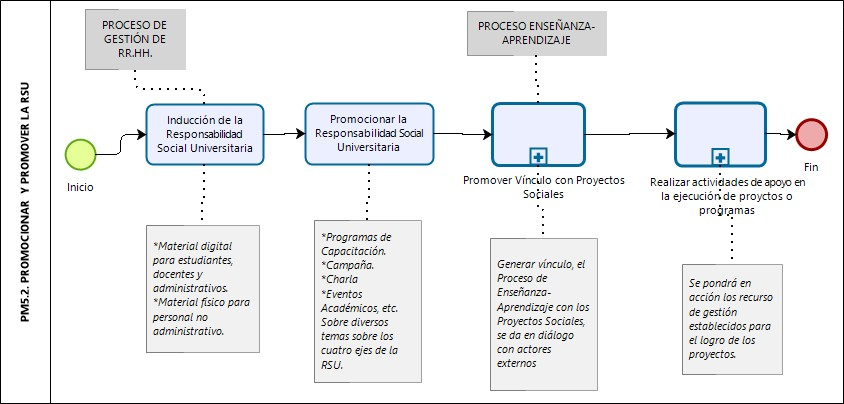 PM5.2. PROMOCIONAR Y PROMOVER LA RSU
PROCESO DE
GESTIÓN DE
RR.HH.
PROCESO ENSEÑANZA-
APRENDIZAJE
Inicio
Inducción de la
Responsabilidad
Social Universitaria
Promocionar la
Responsabilidad Social
Universitaria
Promover Vínculo con Proyectos
Sociales
Realizar actividades de apoyo en
la ejecución de proyctos o
programas
Fin
*Material digital
para estudiantes,
docentes y
administrativos.
*Material físico para
personal no
administrativo.
*Programas de
Capacitación.
*Campaña.
*Charla
*Eventos
Académicos, etc.
Sobre diversos
temas sobre los
cuatro ejes de la
RSU.
Generar vínculo, el
Proceso de
Enseñanza-
Aprendizaje con los
Proyectos Sociales,
se da en diálogo
con actores
externos
Se pondrá en
acción los recurso
de gestión
establecidos para
el logro de los
proyectos.